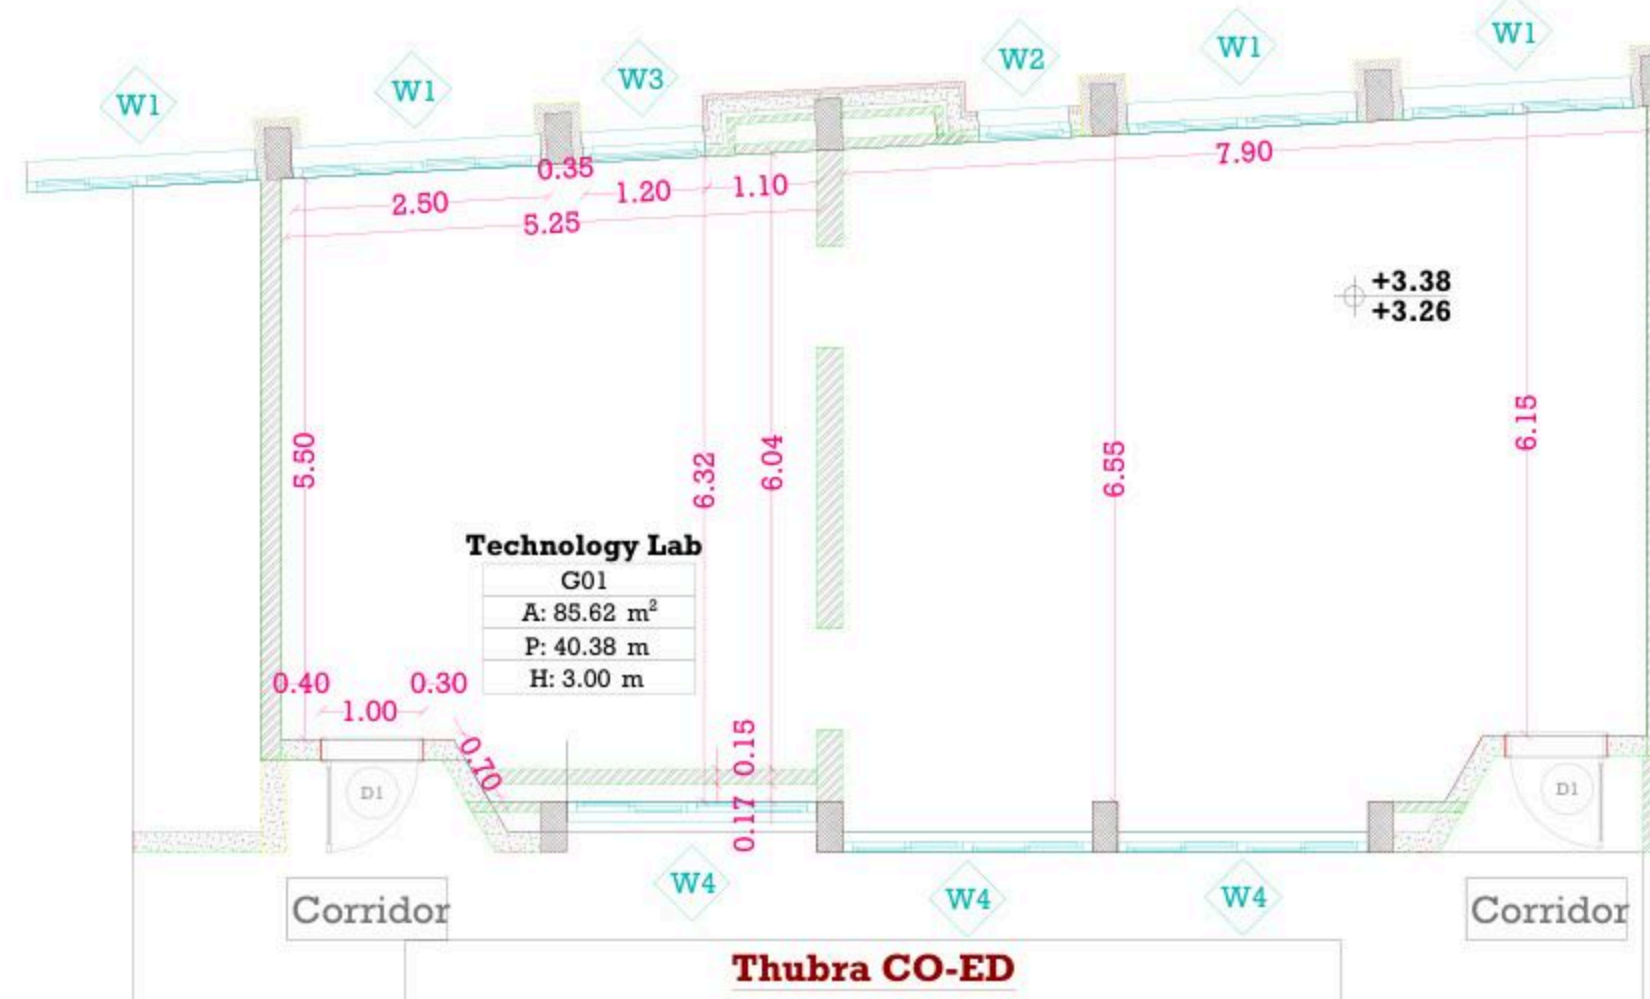 W1
W1
W3
W2
W1
W1
0.35
2.50
1.20
1.10
5.25
7.90
+3.38
+3.26
5.50
6.32
6.04
6.55
6.15
Technology Lab
G01
A: 85.62 m²
P: 40.38 m
H: 3.00 m
0.40
0.30
1.00
0.70
0.15
0.17
D1
D1
W4
W4
W4
Corridor
Corridor
Thubra CO-ED